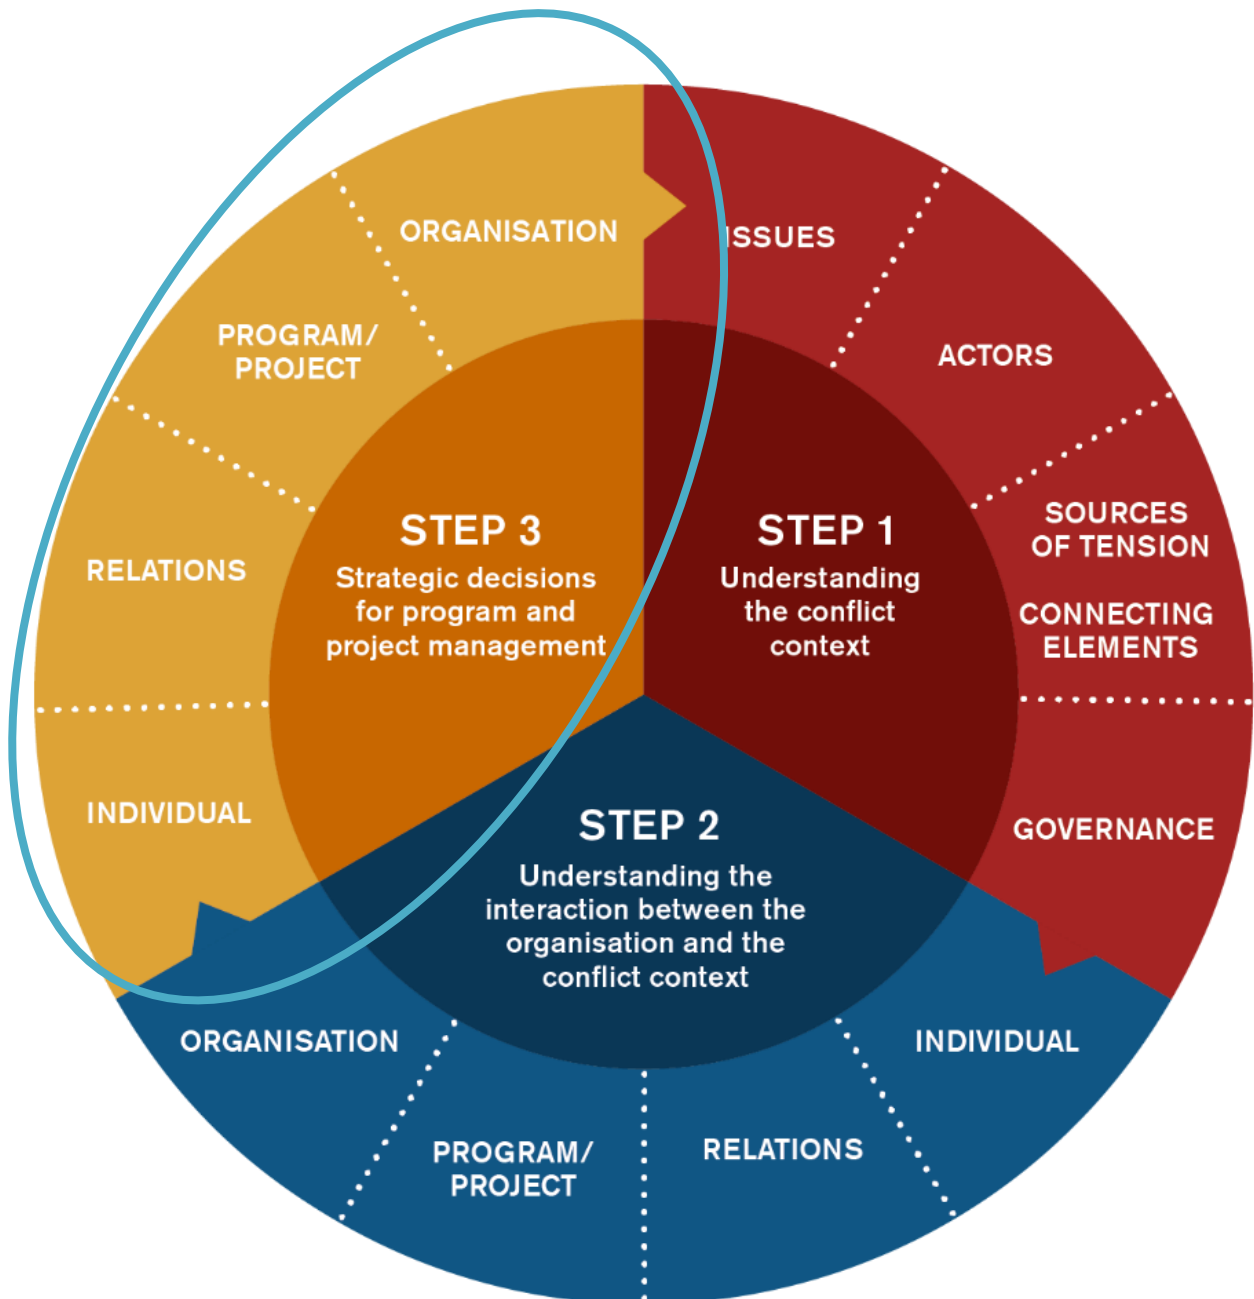 STEP 1
Understanding
the conflict
context
ISSUES
ACTORS
SOURCES
OF TENSION
CONNECTING
ELEMENTS
GOVERNANCE
STEP 2
Understanding the
interaction between the
organisation and the
conflict context
INDIVIDUAL
RELATIONS
PROGRAM/
PROJECT
ORGANISATION
STEP 3
Strategic decisions
for program and
project management
INDIVIDUAL
RELATIONS
PROGRAM/
PROJECT
ORGANISATION